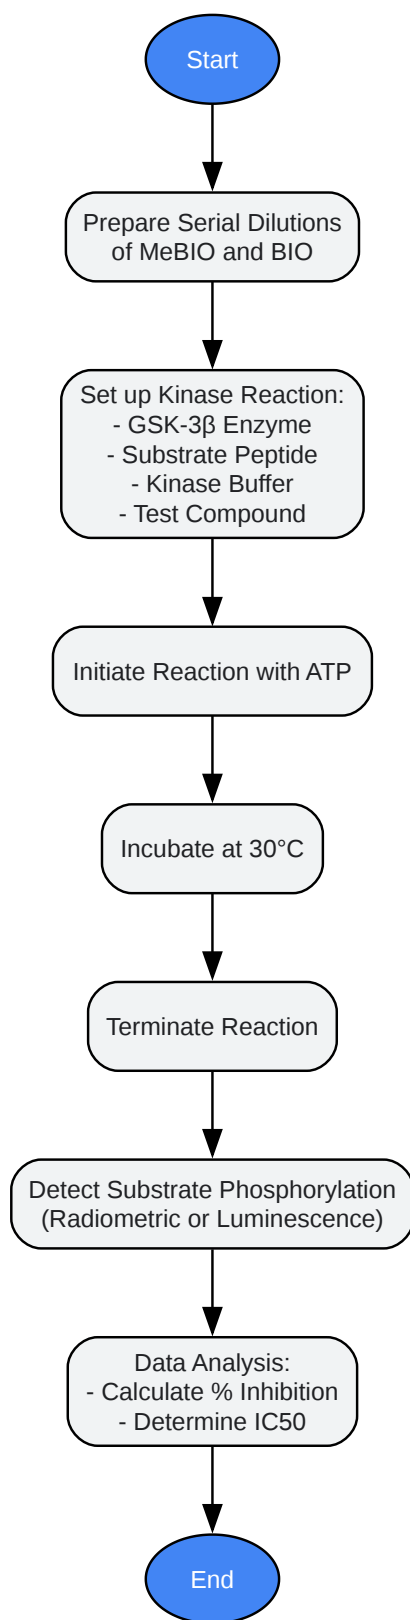 Start
Prepare Serial Dilutions
of MeBIO and BIO
Set up Kinase Reaction:
- GSK-3β Enzyme
- Substrate Peptide
- Kinase Buffer
- Test Compound
Initiate Reaction with ATP
Incubate at 30°C
Terminate Reaction
Detect Substrate Phosphorylation
(Radiometric or Luminescence)
Data Analysis:
- Calculate % Inhibition
- Determine IC50
End